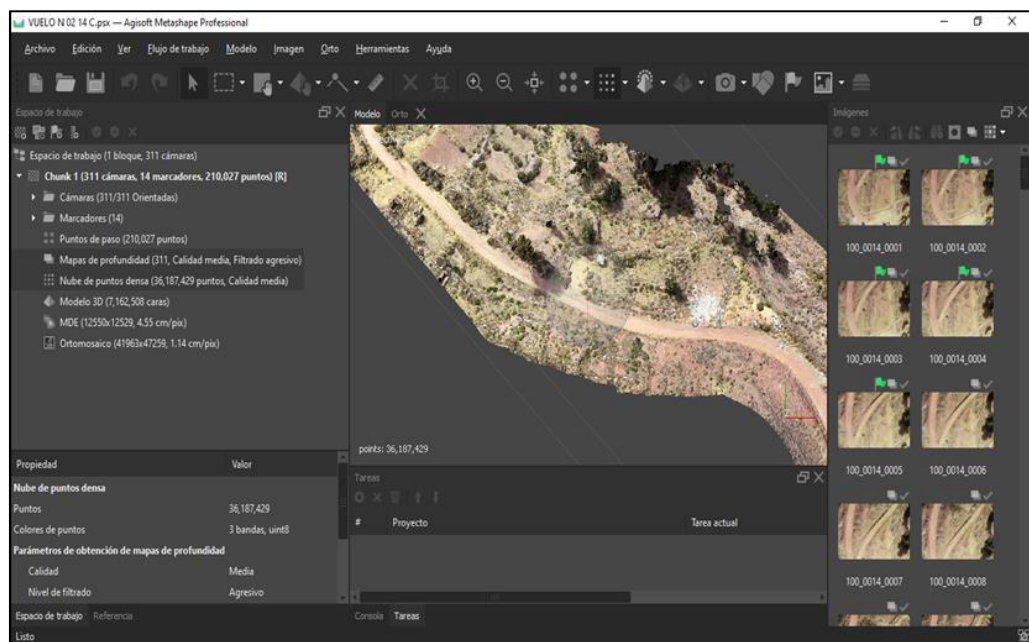 VUELO N 02 14 C.psx — Agisoft Metashape Professional
Archivo Edición Ver Flujo de trabajo Modelo Imagen Orto Herramientas Ayuda
Espacio de trabajo
Espacio de trabajo (1 bloque, 311 cámaras)
Chunk 1 (311 cámaras, 14 marcadores, 210,027 puntos) [R]
Cámaras (311/311 Orientadas)
Marcadores (14)
Puntos de paso (210,027 puntos)
Mapas de profundidad (311, Calidad media, Filtrado agresivo)
Nube de puntos densa (36,187,429 puntos, Calidad media)
Modelo 3D (7,162,508 caras)
MDE (12550x12529, 4.55 cm/pix)
Ortomosaico (41963x47259, 1.14 cm/pix)
Propiedad Valor
Nube de puntos densa
Puntos 36,187,429
Colores de puntos 3 bandas, uint8
Parámetros de obtención de mapas de profundidad
Calidad Media
Nivel de filtrado Agresivo
Espacio de trabajo Referencia
Listo
Modelo Orto
points: 36,187,429
Tareas
# Proyecto Tarea actual
Consola Tareas
Imágenes
100_0014_0001 100_0014_0002
100_0014_0003 100_0014_0004
100_0014_0005 100_0014_0006
100_0014_0007 100_0014_0008